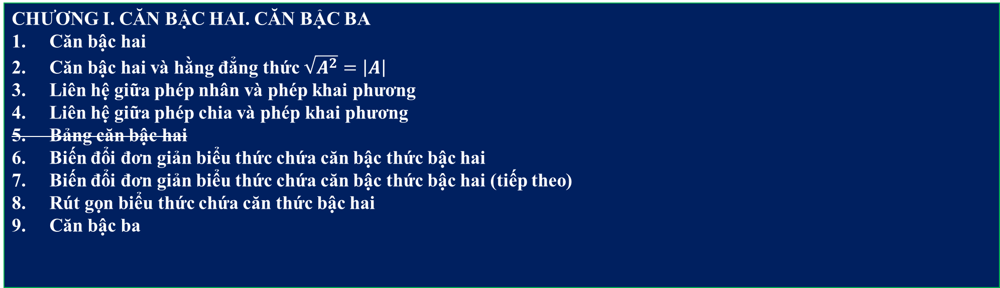 CHƯƠNG I. CĂN BẬC HAI. CĂN BẬC BA
1. Căn bậc hai
2. Căn bậc hai và hằng đẳng thức √A² = |A|
3. Liên hệ giữa phép nhân và phép khai phương
4. Liên hệ giữa phép chia và phép khai phương
5. Bảng căn bậc hai
6. Biến đổi đơn giản biểu thức chứa căn bậc thức bậc hai
7. Biến đổi đơn giản biểu thức chứa căn bậc thức bậc hai (tiếp theo)
8. Rút gọn biểu thức chứa căn thức bậc hai
9. Căn bậc ba